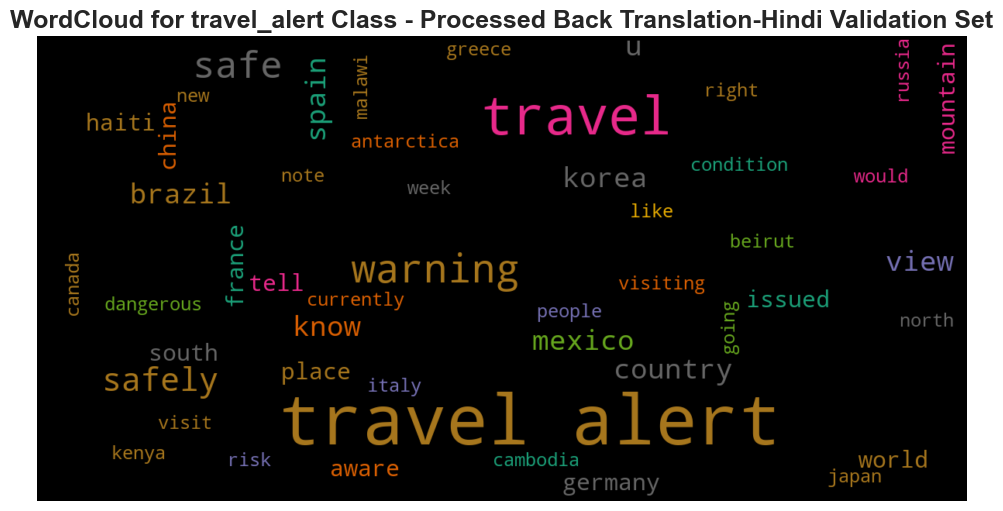 WordCloud for travel_alert Class - Processed Back Translation-Hindi Validation Set
safe
greece
u
russia
mountain
new
spain
malawi
travel
right
haiti
china
antarctica
condition
note
week
korea
would
brazil
like
beirut
france
canada
warning
view
tell
visiting
dangerous
currently
issued
people
know
going
north
mexico
south
country
safely
place
italy
travel alert
visit
kenya
risk
aware
cambodia
world
germany
japan